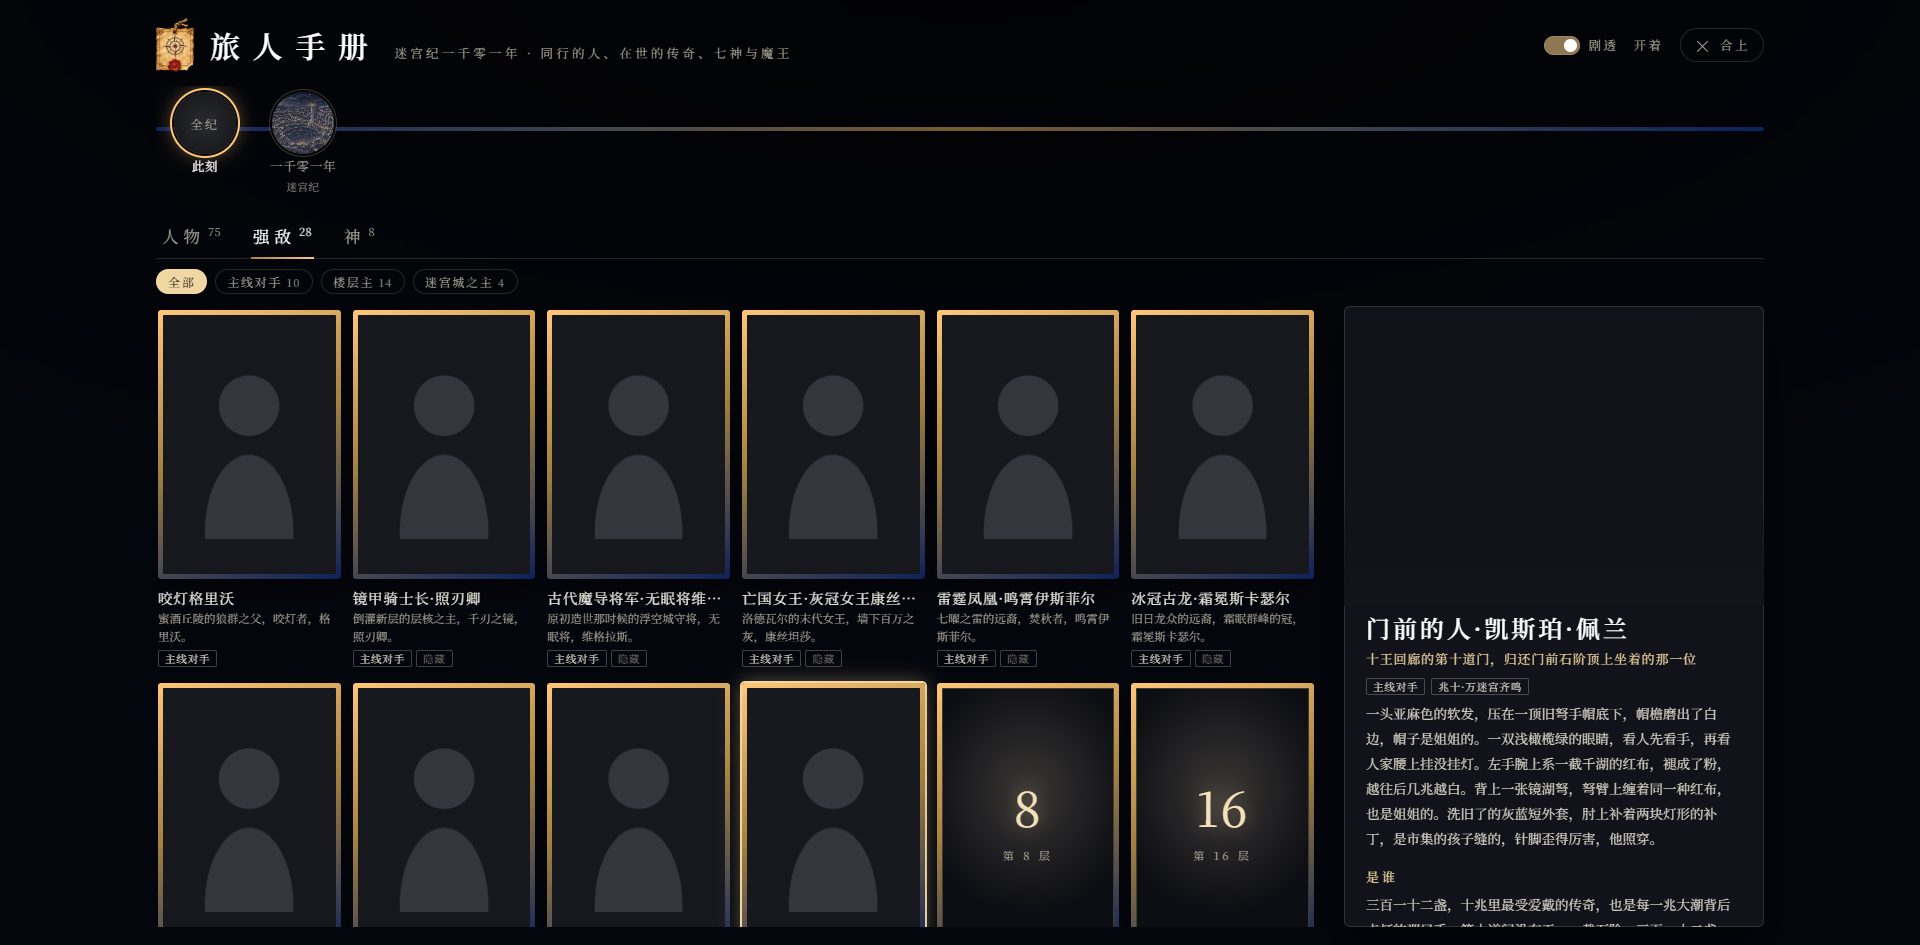 旅人手册
迷宫纪一千零一年 · 同行的人、在世的传奇、七神与魔王
剧透 开着
合上
全纪
此刻
一千零一年
迷宫纪
人物 75
强敌 28
神 8
全部
主线对手 10
楼层主 14
迷宫城之主 4
咬灯格里沃
蜜酒丘陵的狼群之父，咬灯者，格
里沃。
主线对手
镜甲骑士长·照刃卿
倒灌新层的层核之主，千刃之镜，
照刃卿。
主线对手 隐藏
古代魔导将军·无眠将维…
原初造世那时候的浮空城守将，无
眠将，维格拉斯。
主线对手 隐藏
亡国女王·灰冠女王康丝…
洛德瓦尔的末代女王，墙下百万之
灰，康丝坦莎。
主线对手 隐藏
雷霆凤凰·鸣霄伊斯菲尔
七曜之雷的远裔，焚秋者，鸣霄伊
斯菲尔。
主线对手 隐藏
冰冠古龙·霜冕斯卡瑟尔
旧日龙众的远裔，霜眠群峰的冠，
霜冕斯卡瑟尔。
主线对手 隐藏
8
第 8 层
16
第 16 层
门前的人·凯斯珀·佩兰
十王回廊的第十道门，归还门前石阶顶上坐着的那一位
主线对手 兆十·万迷宫齐鸣
一头亚麻色的软发，压在一顶旧弩手帽底下，帽檐磨出了白
边，帽子是姐姐的。一双浅橄榄绿的眼睛，看人先看手，再看
人家腰上挂没挂灯。左手腕上系一截千湖的红布，褪成了粉，
越往后几兆越白。背上一张镜湖弩，弩臂上缠着同一种红布，
也是姐姐的。洗旧了的灰蓝短外套，肘上补着两块灯形的补
丁，是市集的孩子缝的，针脚歪得厉害，他照穿。
是谁
三百一十二盏，十兆里最受爱戴的传奇，也是每一兆大潮背后